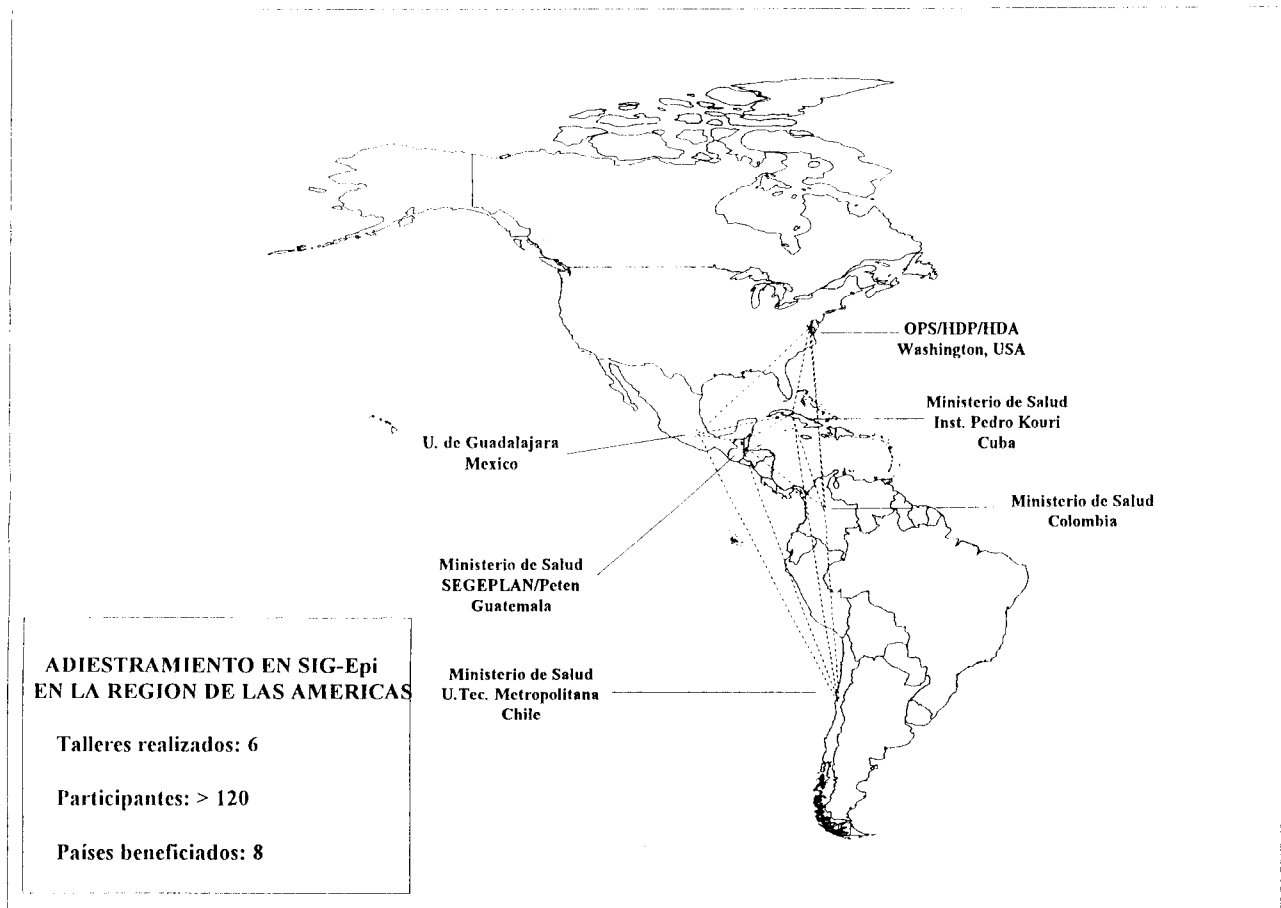 OPS/HDP/HDA
Washington, USA
Ministerio de Salud
Inst. Pedro Kouri
Cuba
U. de Guadalajara
Mexico
Ministerio de Salud
Colombia
Ministerio de Salud
SEGEPLAN/Peten
Guatemala
Ministerio de Salud
U.Tec. Metropolitana
Chile
ADIESTRAMIENTO EN SIG-Epi
EN LA REGION DE LAS AMERICAS
Talleres realizados: 6
Participantes: > 120
Países beneficiados: 8